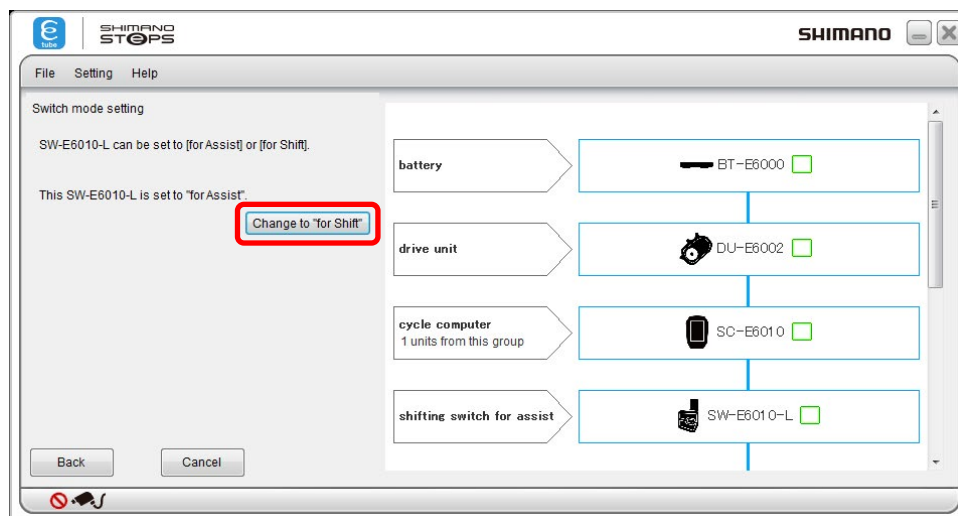 E
tube
SHIMANO
STEPS
SHIMANO
File Setting Help
Switch mode setting
SW-E6010-L can be set to [for Assist] or [for Shift].
This SW-E6010-L is set to "for Assist".
Change to "for Shift"
battery
BT-E6000
drive unit
DU-E6002
cycle computer
1 units from this group
SC-E6010
shifting switch for assist
SW-E6010-L
Back Cancel